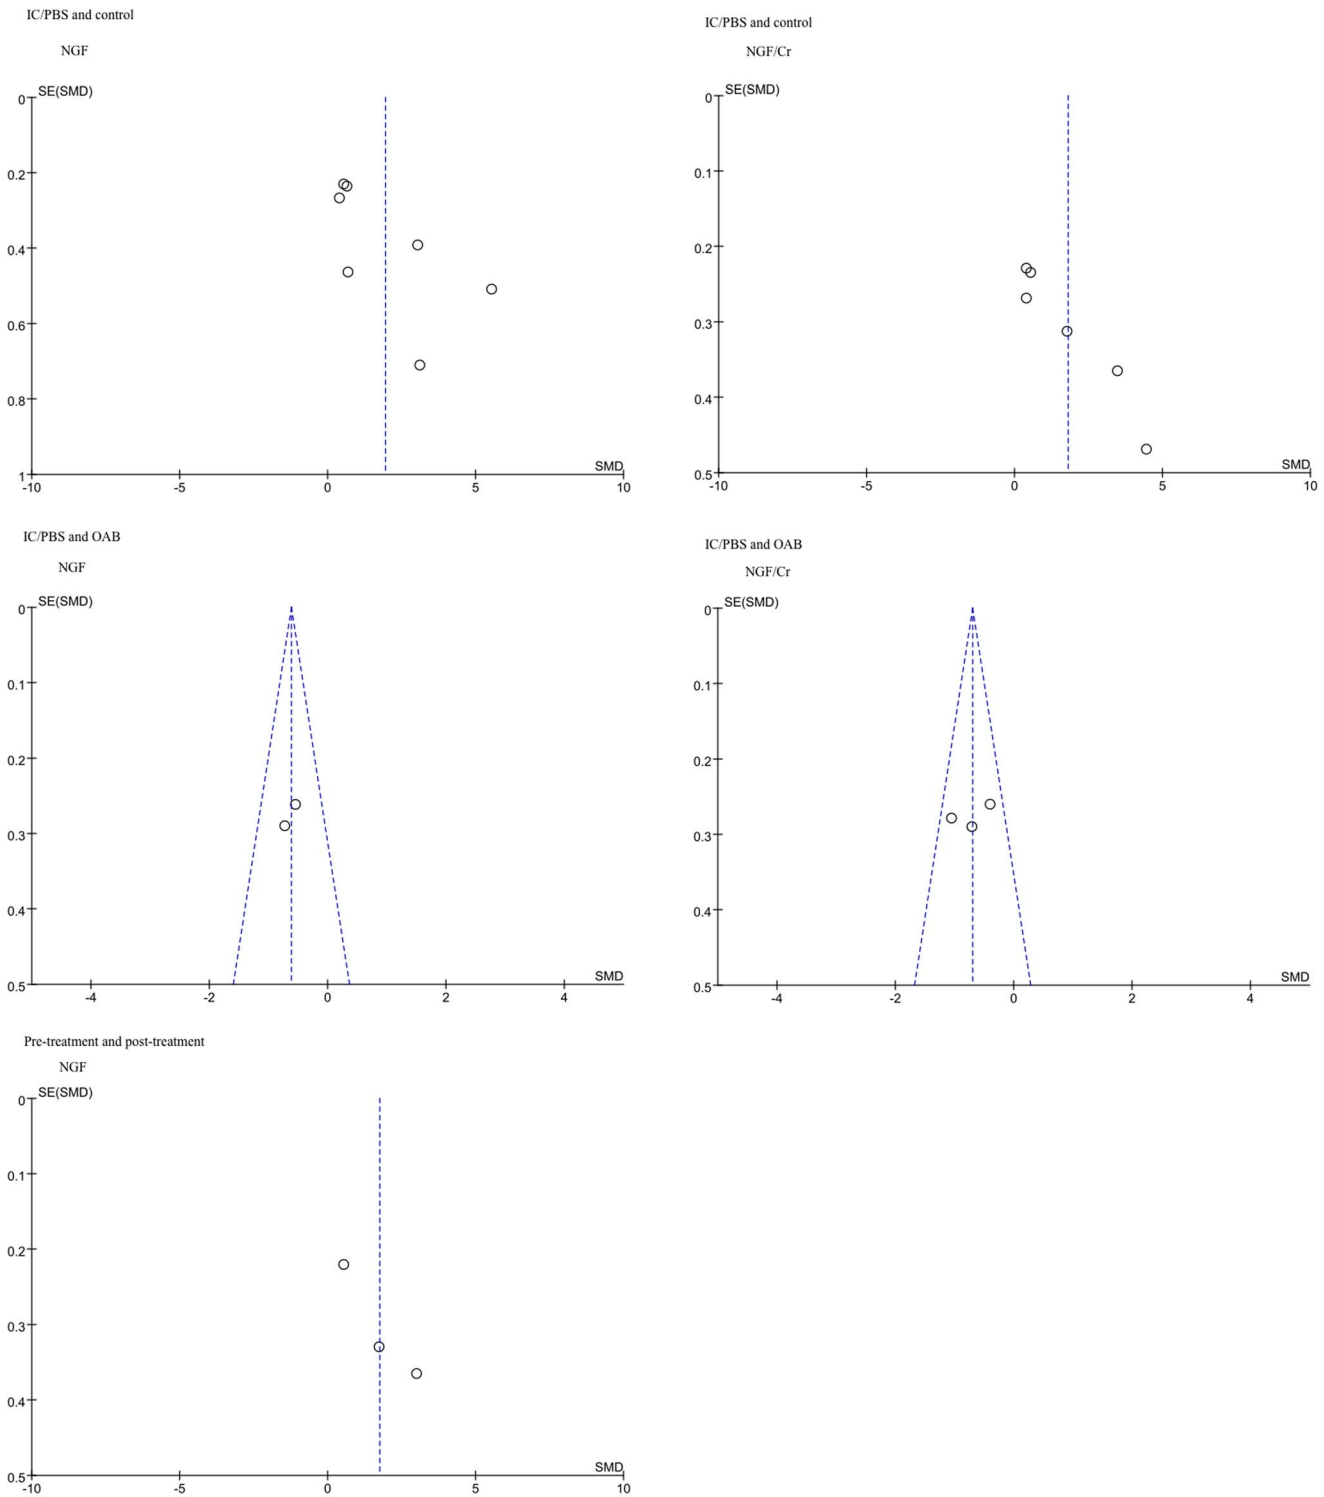 IC/PBS and control
NGF
SE(SMD)
0
0.2
0.4
0.6
0.8
1
-10
-5
0
5
10
SMD
IC/PBS and control
NGF/Cr
SE(SMD)
0
0.1
0.2
0.3
0.4
0.5
-10
-5
0
5
10
SMD
IC/PBS and OAB
NGF
SE(SMD)
0
0.1
0.2
0.3
0.4
0.5
-4
-2
0
2
4
SMD
IC/PBS and OAB
NGF/Cr
SE(SMD)
0
0.1
0.2
0.3
0.4
0.5
-4
-2
0
2
4
SMD
Pre-treatment and post-treatment
NGF
SE(SMD)
0
0.1
0.2
0.3
0.4
0.5
-10
-5
0
5
10
SMD